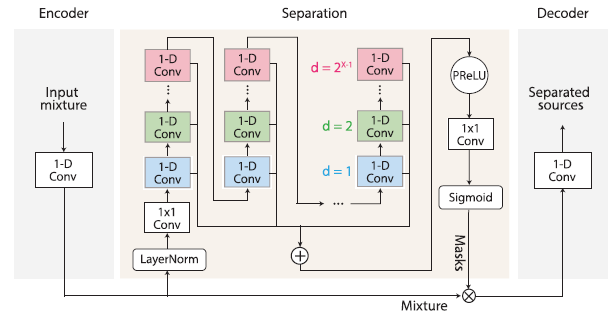 Encoder
Separation
Decoder
Input
mixture
1-D
Conv
1-D
Conv
...
1-D
Conv
1-D
Conv
1x1
Conv
LayerNorm
1-D
Conv
...
1-D
Conv
1-D
Conv
...
d = 2^{X-1}
1-D
Conv
...
d = 2
1-D
Conv
d = 1
1-D
Conv
+
PReLU
1x1
Conv
Sigmoid
Masks
Mixture
Separated
sources
1-D
Conv